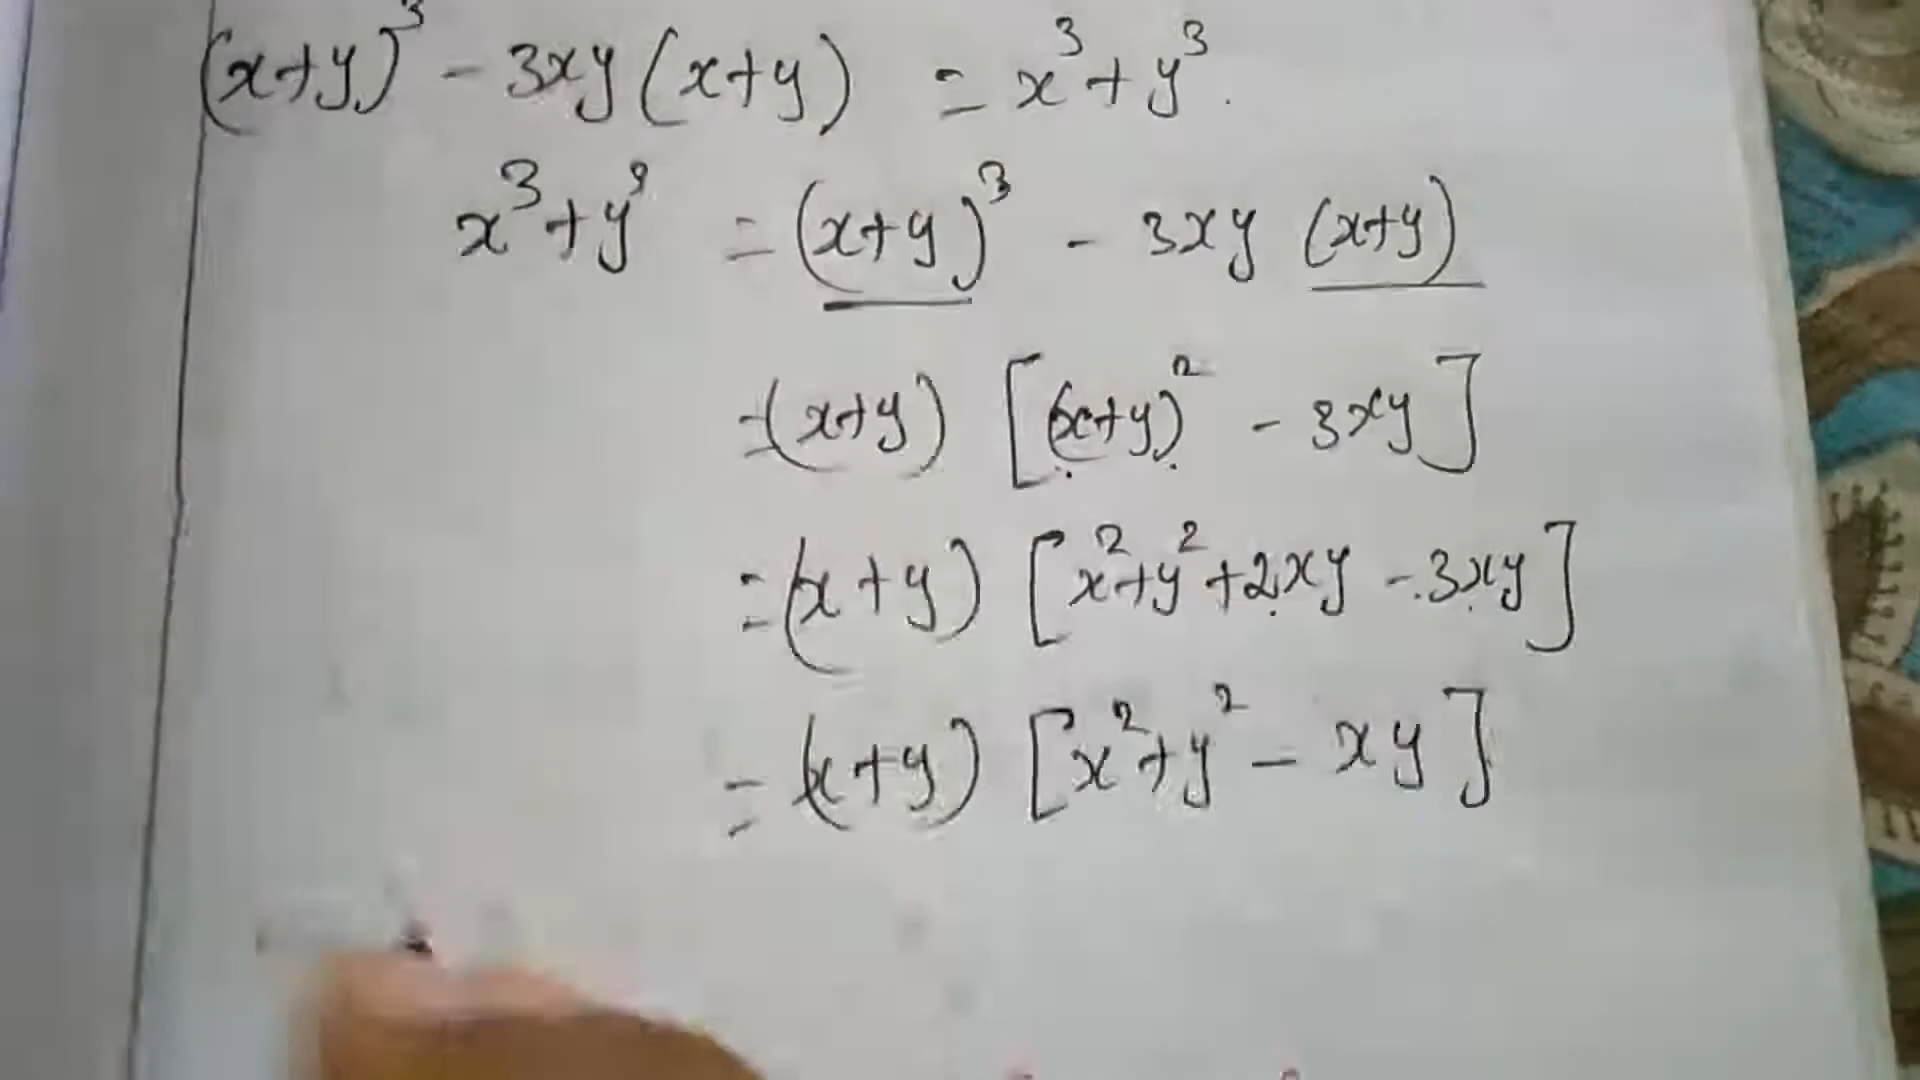 (x+y)³ - 3xy (x+y) = x³+y³.
x³+y³ = (x+y)³ - 3xy (x+y)
=(x+y) [(x+y)² - 3xy]
=(x+y) [x²+y²+2xy -3xy]
= (x+y) [x²+y² - xy]